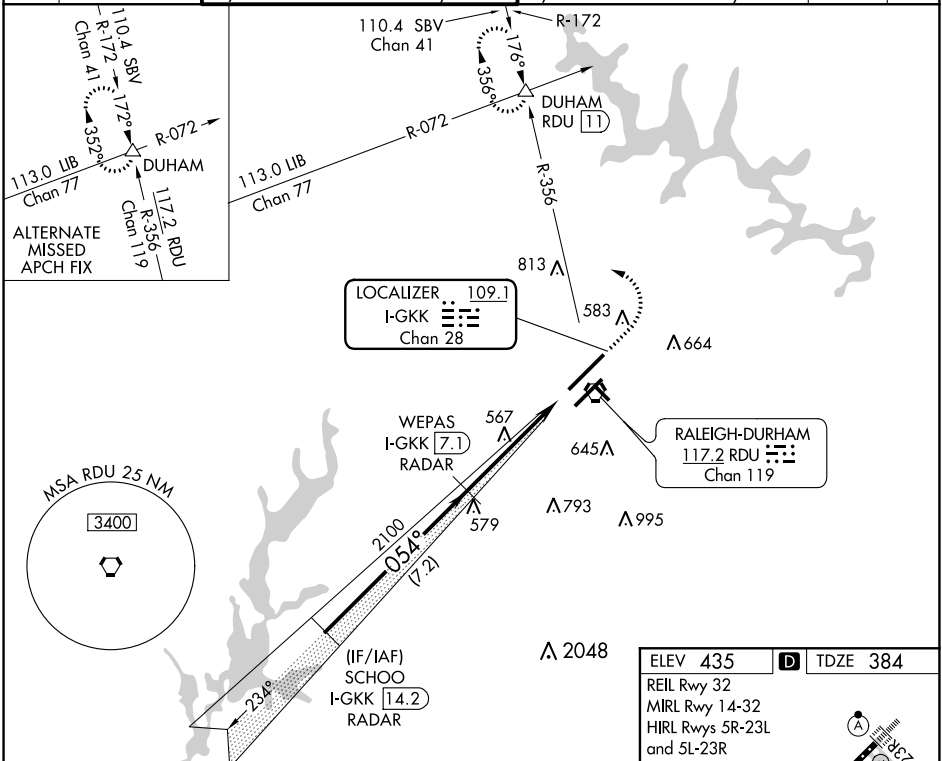 110.4 SBV
R-172
Chan 41
172°
352°
R-072
DUHAM
113.0 LIB
Chan 77
117.2 RDU
R-356
Chan 119
ALTERNATE
MISSED
APCH FIX
110.4 SBV
Chan 41
R-172
176°
356°
DUHAM
RDU 11
R-072
113.0 LIB
Chan 77
R-356
813
583
664
LOCALIZER 109.1
I-GKK
Chan 28
WEPAS
I-GKK 7.1
RADAR
567
645
RALEIGH-DURHAM
117.2 RDU
Chan 119
MSA RDU 25 NM
3400
579
793
995
2100
054°
(7.2)
234°
(IF/IAF)
SCHOO
I-GKK 14.2
RADAR
2048
ELEV 435 D TDZE 384
REIL Rwy 32
MIRL Rwy 14-32
HIRL Rwys 5R-23L
and 5L-23R
A
23R